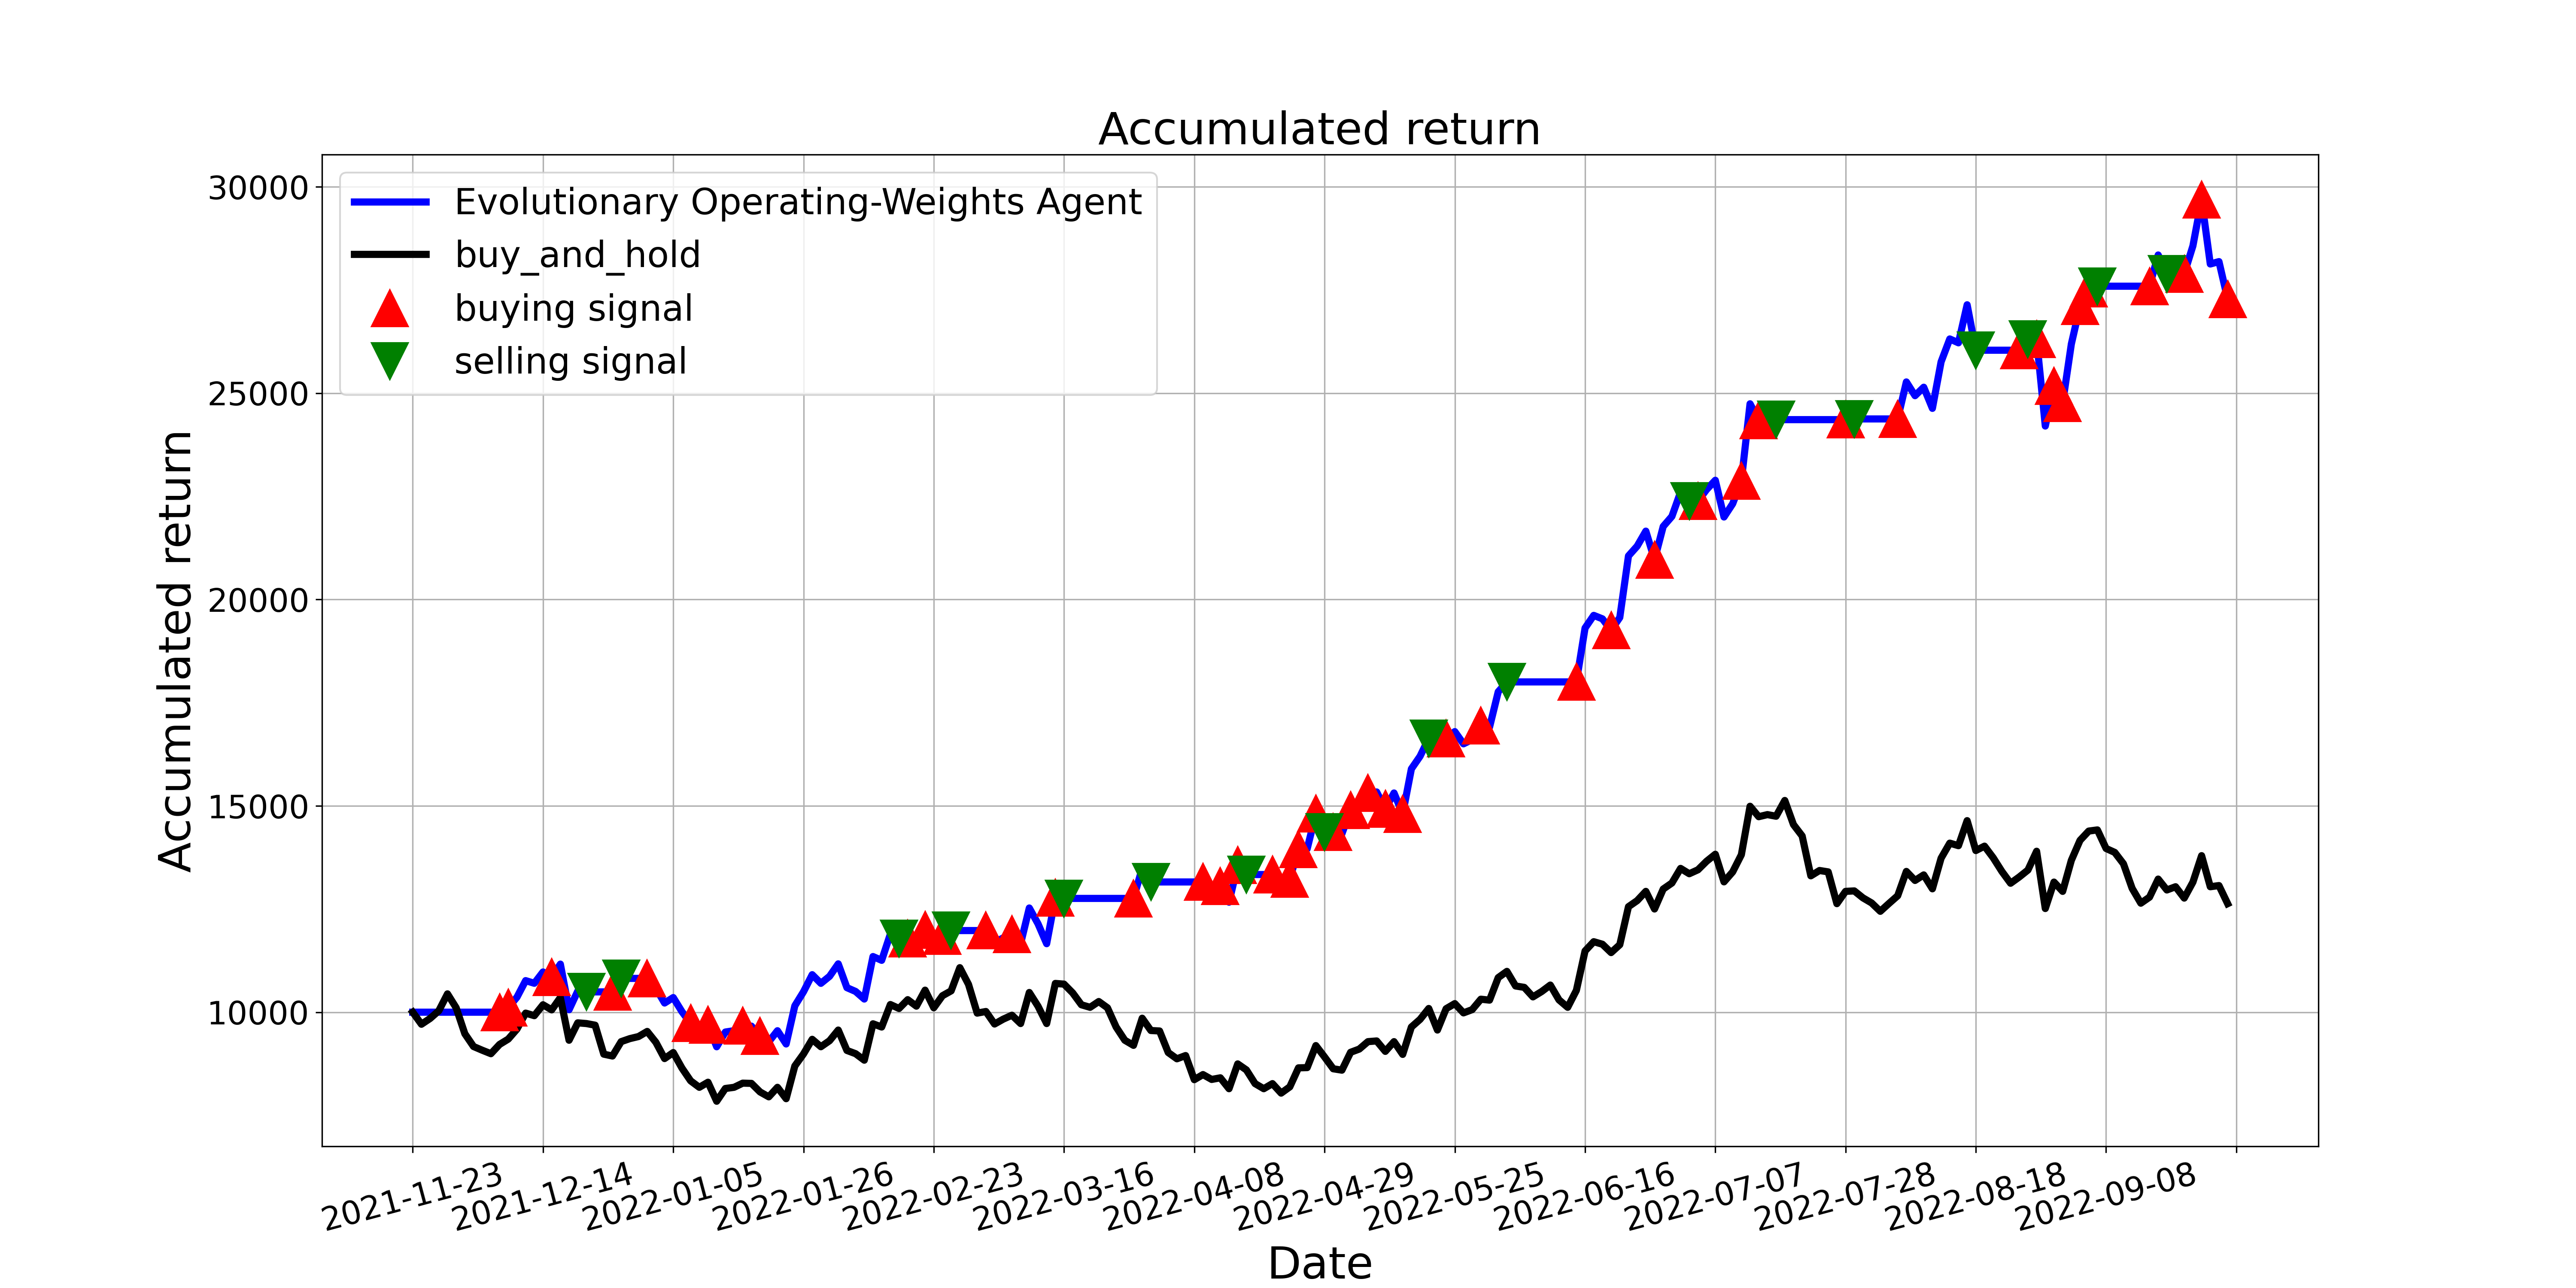 Accumulated return
30000
25000
20000
15000
10000
Accumulated return
Evolutionary Operating-Weights Agent
buy_and_hold
buying signal
selling signal
2021-11-23
2021-12-14
2022-01-05
2022-01-26
2022-02-23
2022-03-16
2022-04-08
2022-04-29
2022-05-25
2022-06-16
2022-07-07
2022-07-28
2022-08-18
2022-09-08
Date